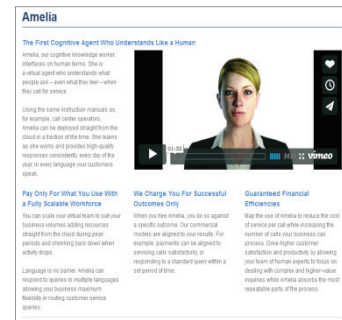 Amelia
The First Cognitive Agent Who Understands Like a Human
Amelia, our cognitive knowledge worker,
interfaces on human terms. She is
a virtual agent who understands what
people ask – even what they feel – when
they call for service.
Using the same instruction manuals as,
for example, call center operators,
Amelia can be deployed straight from the
cloud in a fraction of the time. She learns
as she works and provides high-quality
responses consistently, every day of the
year, in every language your customers
speak.
01:32
vimeo
Pay Only For What You Use With
a Fully Scalable Workforce
You can scale your virtual team to suit your
business volumes adding resources
straight from the cloud during peak
periods and shrinking back down when
activity drops.
Language is no barrier. Amelia can
respond to queries in multiple languages
allowing your business maximum
flexibility in routing customer service
queries.
We Charge You For Successful
Outcomes Only
When you hire Amelia, you do so against
a specific outcome. Our commercial
models are aligned to your results. For
example, payments can be aligned to
servicing calls satisfactorily, or
responding to a standard query within a
set period of time.
Guaranteed Financial
Efficiencies
Map the use of Amelia to reduce the cost
of service per call while increasing the
number of calls your business can
process. Drive higher customer
satisfaction and productivity by allowing
your team of human experts to focus on
dealing with complex and higher-value
inquiries while Amelia absorbs the most
repeatable parts of the process.